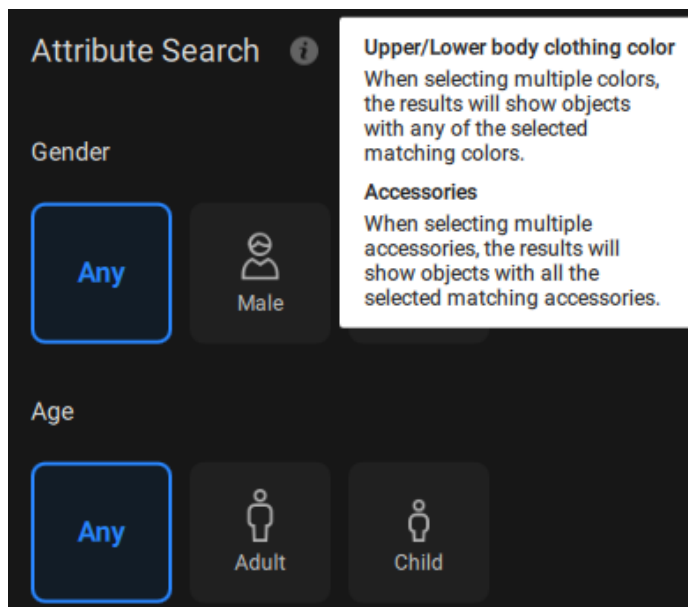 Attribute Search
Upper/Lower body clothing color
When selecting multiple colors,
the results will show objects
with any of the selected
matching colors.
Accessories
When selecting multiple
accessories, the results will
show objects with all the
selected matching accessories.
Gender
Any
Male
Age
Any
Adult
Child